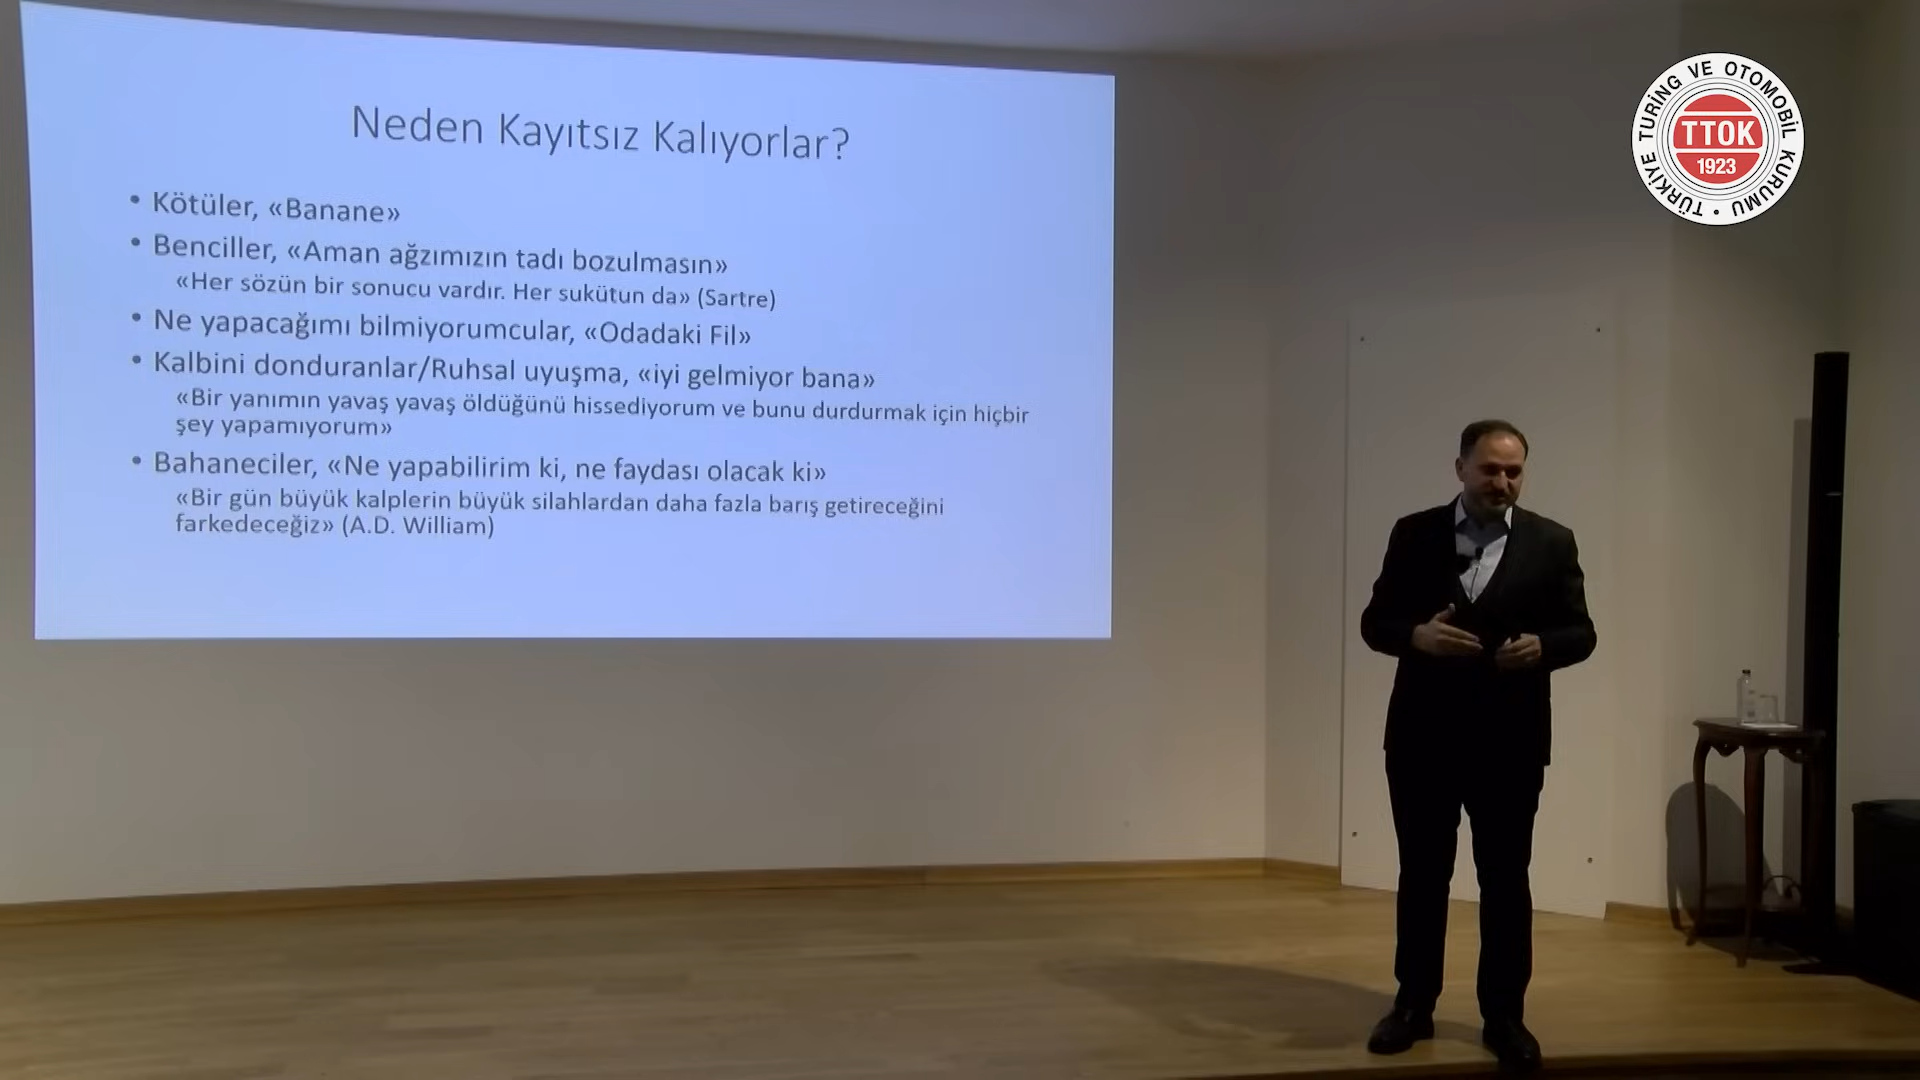 Neden Kayıtsız Kalıyorlar?
• Kötüler, «Banane»
• Benciller, «Aman ağzımızın tadı bozulmasın»
«Her sözün bir sonucu vardır. Her sukütun da» (Sartre)
• Ne yapacağımı bilmiyorumcular, «Odadaki Fil»
• Kalbini donduranlar/Ruhsal uyuşma, «iyi gelmiyor bana»
«Bir yanımın yavaş yavaş öldüğünü hissediyorum ve bunu durdurmak için hiçbir
şey yapamıyorum»
• Bahaneciler, «Ne yapabilirim ki, ne faydası olacak ki»
«Bir gün büyük kalplerin büyük silahlardan daha fazla barış getireceğini
farkedeceğiz» (A.D. William)
TÜRKİYE TURİNG VE OTOMOBİL KURUMU •
TTOK
1923